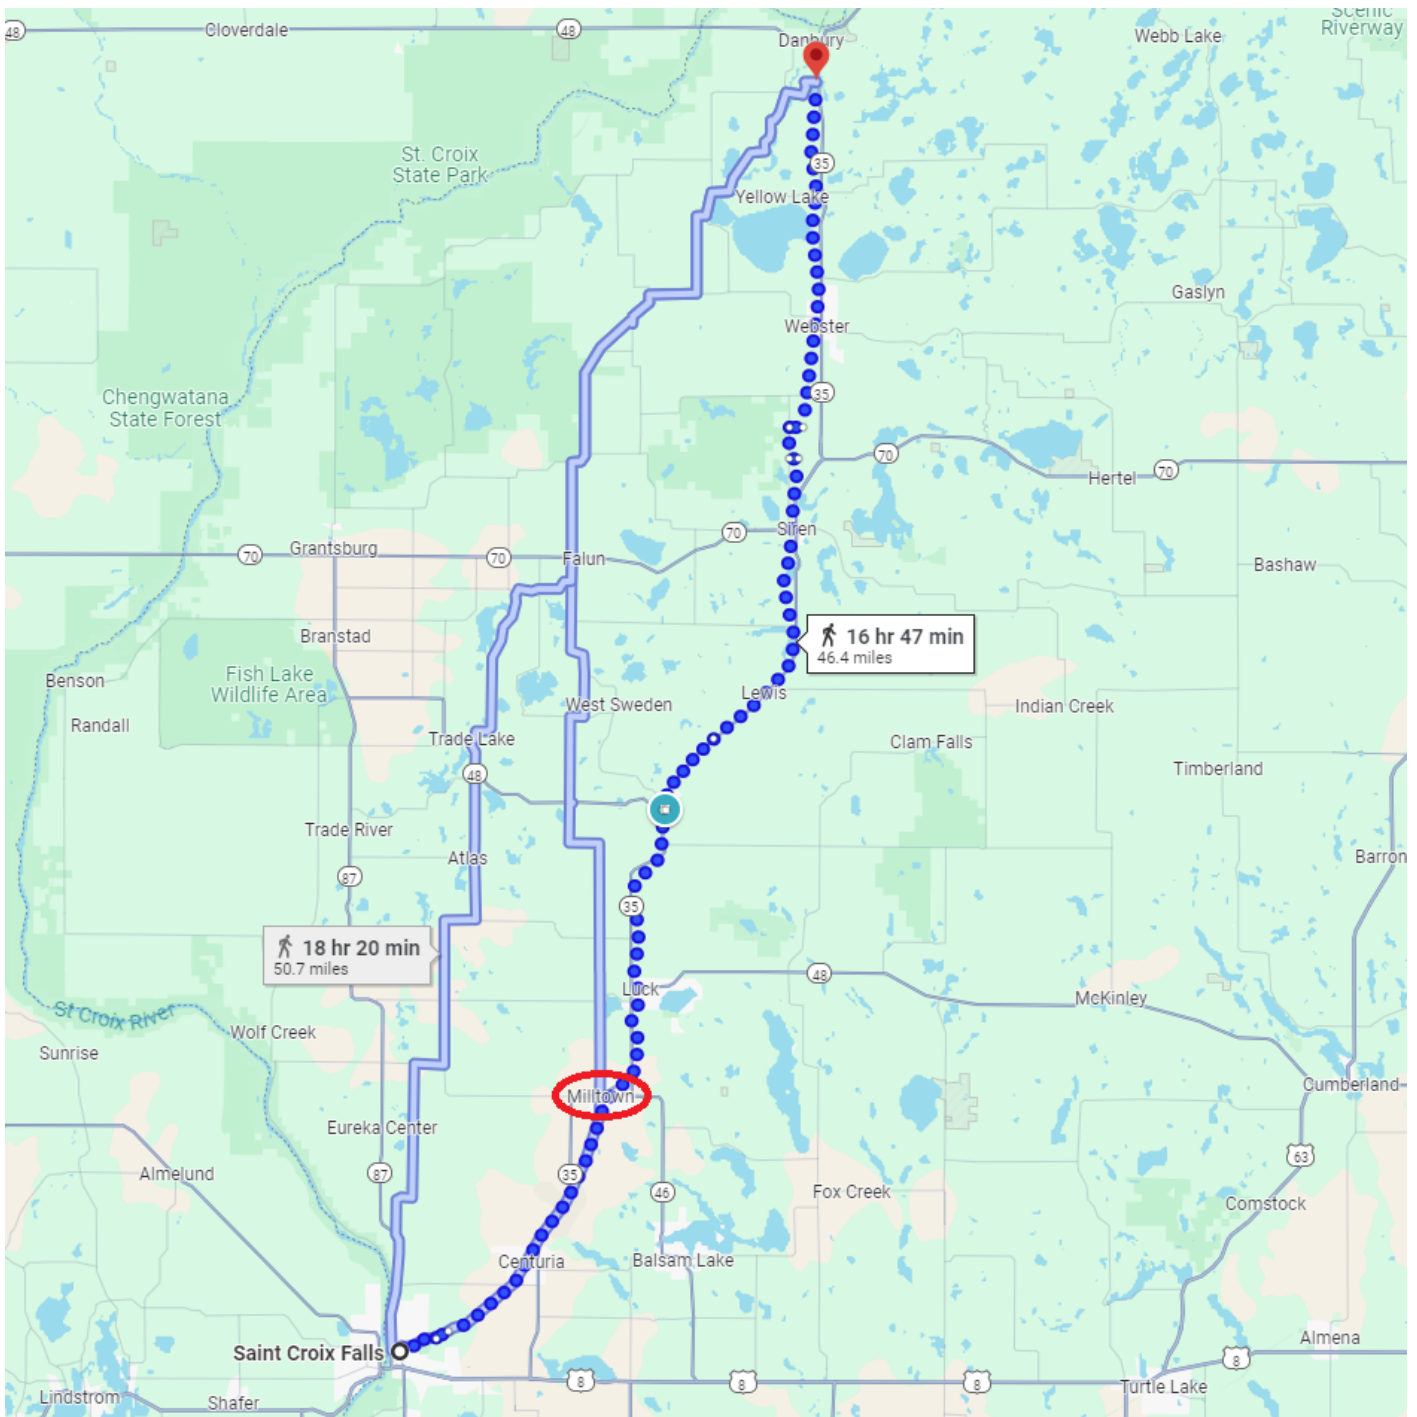 Scenic
Riverway
48
Cloverdale
48
Danbury
Webb Lake
St. Croix
State Park
35
Yellow Lake
Gaslyn
Webster
Chengwatana
State Forest
35
70
Hertel
70
Siren
70
Grantsburg
70
70
Falun
Bashaw
Branstad
16 hr 47 min
46.4 miles
Fish Lake
Wildlife Area
Benson
Lewis
West Sweden
Indian Creek
Randall
Trade Lake
Clam Falls
48
Timberland
Trade River
Atlas
Barron
87
35
18 hr 20 min
50.7 miles
48
Luck
McKinley
St Croix River
Wolf Creek
Sunrise
Cumberland
Milltown
Eureka Center
63
Almelund
87
35
46
Fox Creek
Comstock
Centuria
Balsam Lake
Saint Croix Falls
Almena
8
8
8
8
Turtle Lake
Lindstrom
Shafer